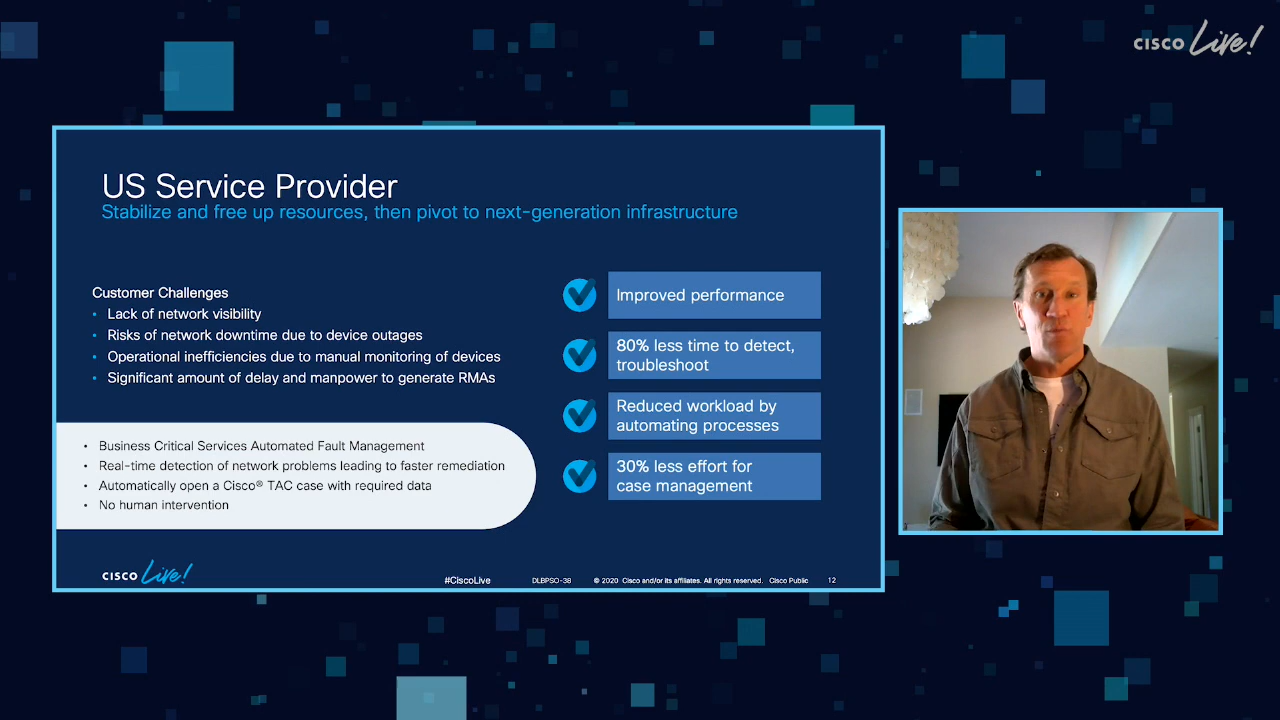 CISCO Live!
US Service Provider
Stabilize and free up resources, then pivot to next-generation infrastructure
Customer Challenges
• Lack of network visibility
• Risks of network downtime due to device outages
• Operational inefficiencies due to manual monitoring of devices
• Significant amount of delay and manpower to generate RMAs
• Business Critical Services Automated Fault Management
• Real-time detection of network problems leading to faster remediation
• Automatically open a Cisco® TAC case with required data
• No human intervention
Improved performance
80% less time to detect,
troubleshoot
Reduced workload by
automating processes
30% less effort for
case management
CISCO Live!
#CiscoLive DLBPSO-38 © 2020 Cisco and/or its affiliates. All rights reserved. Cisco Public 12